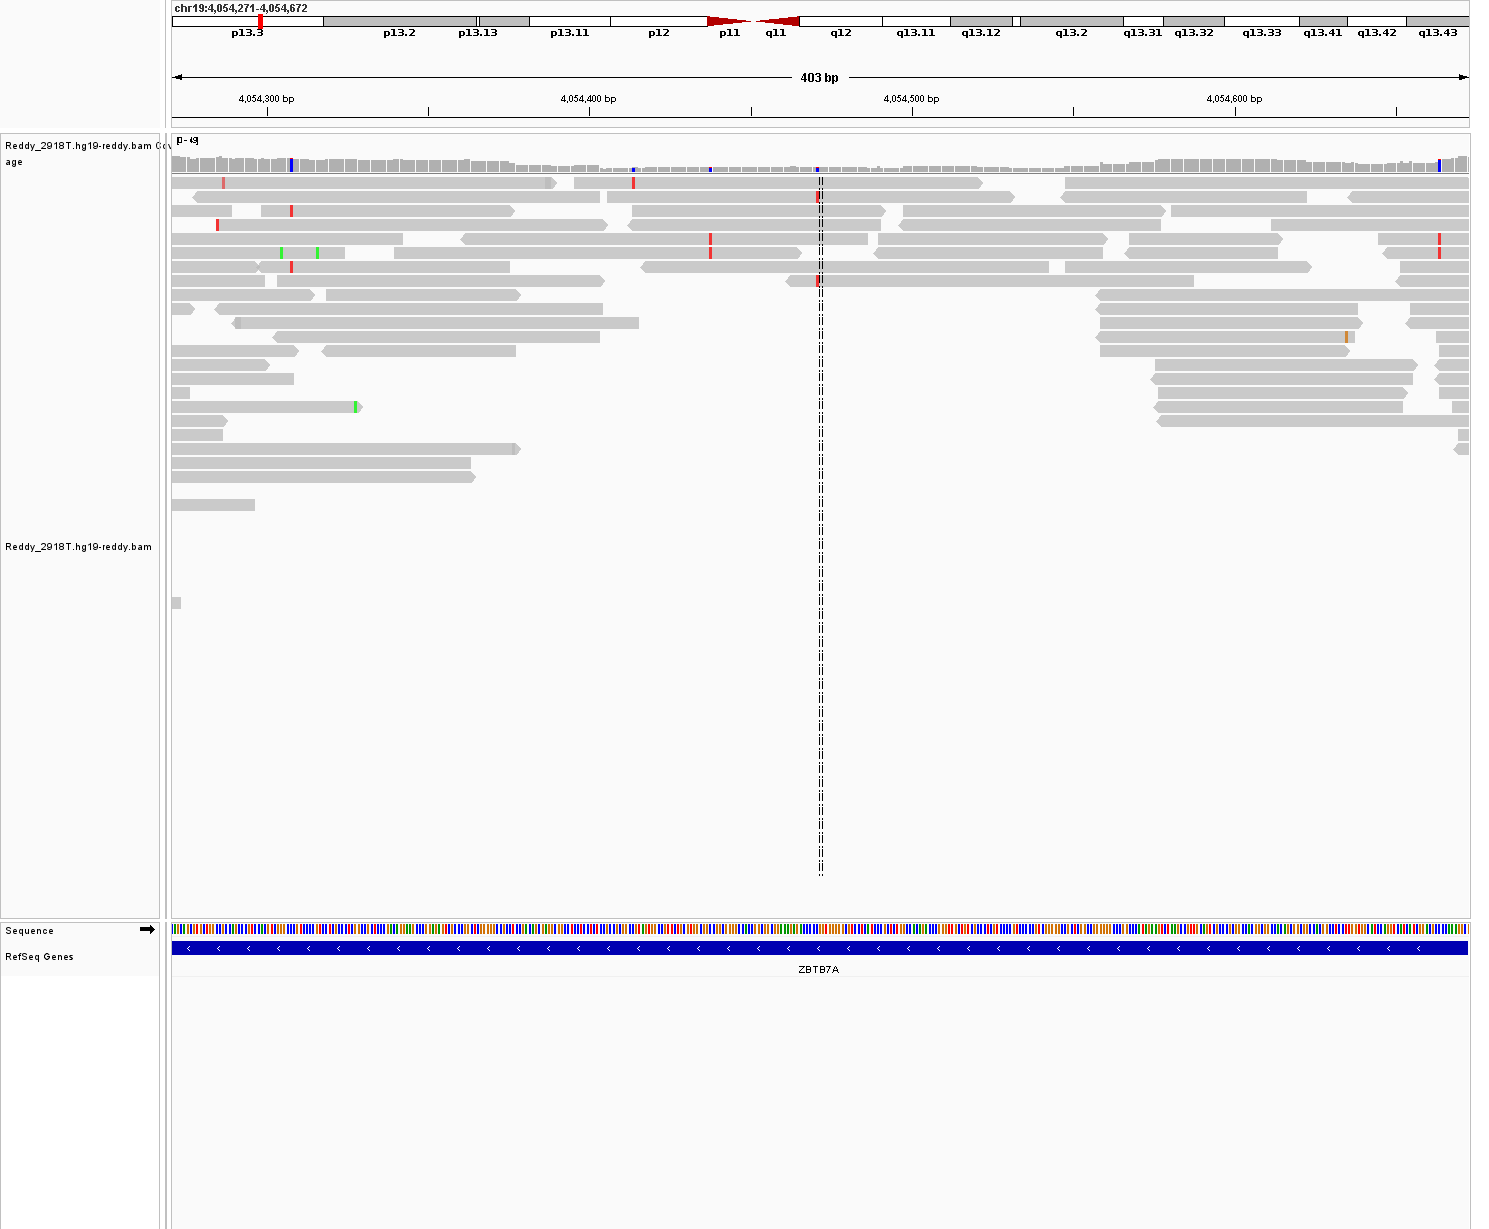 chr19:4,054,271-4,054,672
p13.3 p13.2 p13.13 p13.11 p12 p11 q11 q12 q13.11 q13.12 q13.2 q13.31 q13.32 q13.33 q13.41 q13.42 q13.43
403 bp
4,054,300 bp 4,054,400 bp 4,054,500 bp 4,054,600 bp
Reddy_2918T.hg19-reddy.bam Cov
age
Reddy_2918T.hg19-reddy.bam
Sequence
RefSeq Genes
ZBTB7A